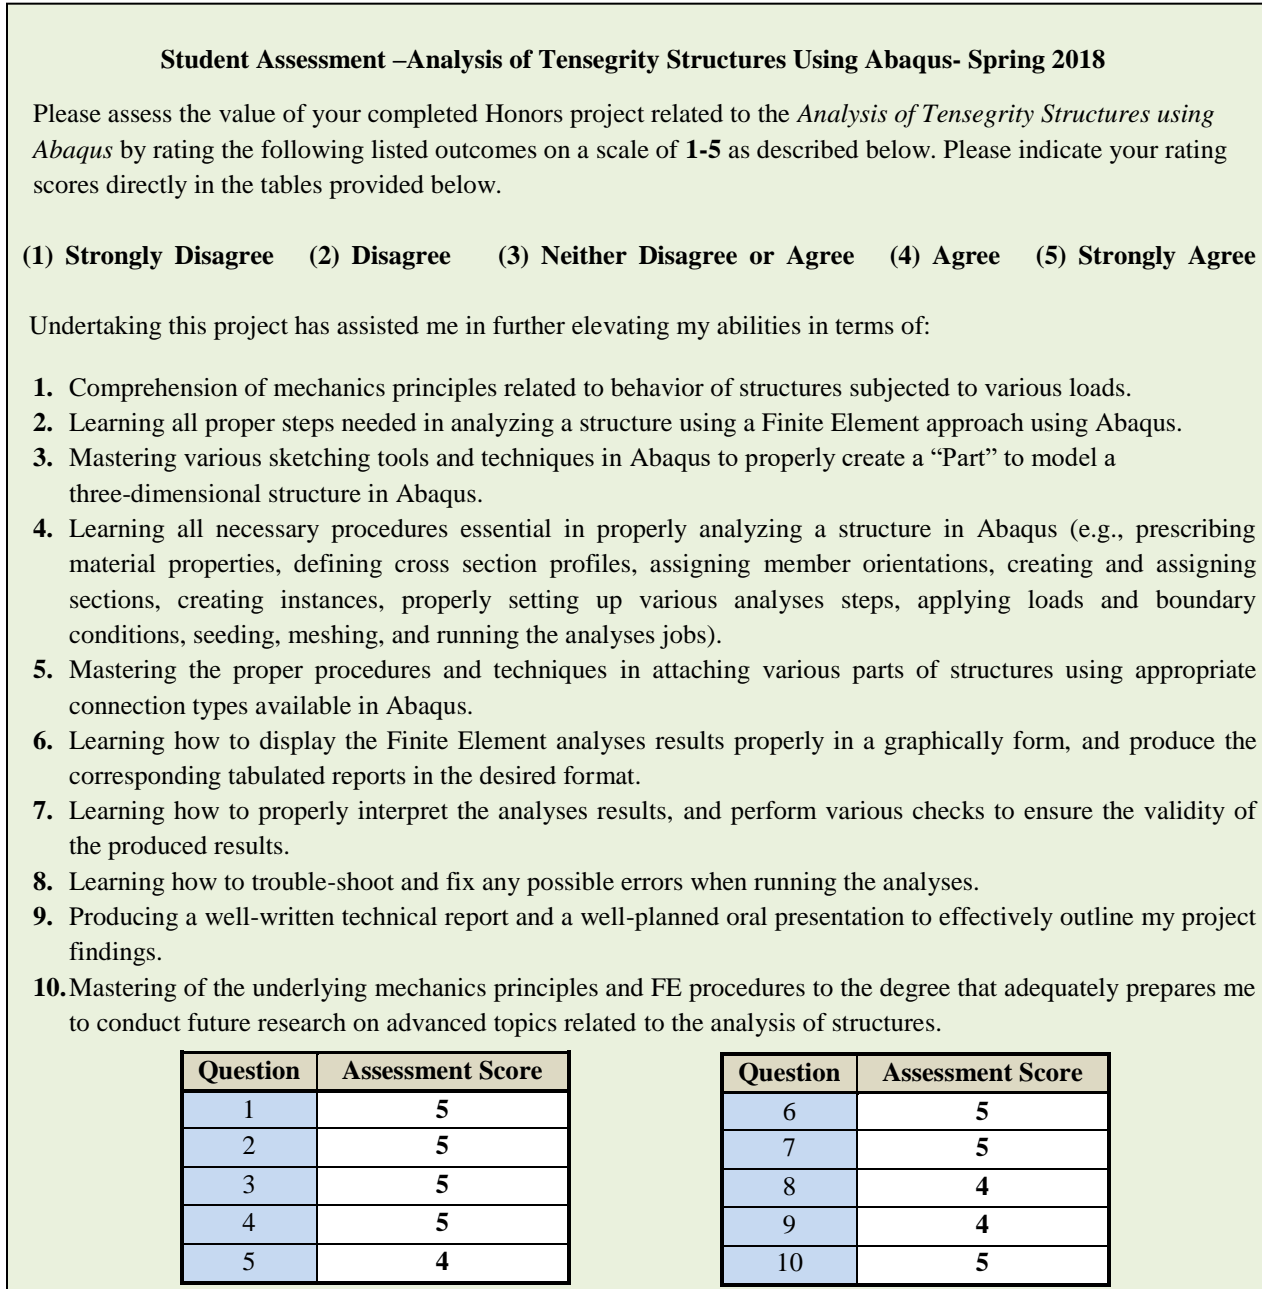 Student Assessment –Analysis of Tensegrity Structures Using Abaqus- Spring 2018
Please assess the value of your completed Honors project related to the Analysis of Tensegrity Structures using
Abaqus by rating the following listed outcomes on a scale of 1-5 as described below. Please indicate your rating
scores directly in the tables provided below.
(1) Strongly Disagree (2) Disagree (3) Neither Disagree or Agree (4) Agree (5) Strongly Agree
Undertaking this project has assisted me in further elevating my abilities in terms of:
1. Comprehension of mechanics principles related to behavior of structures subjected to various loads.
2. Learning all proper steps needed in analyzing a structure using a Finite Element approach using Abaqus.
3. Mastering various sketching tools and techniques in Abaqus to properly create a “Part” to model a
three-dimensional structure in Abaqus.
4. Learning all necessary procedures essential in properly analyzing a structure in Abaqus (e.g., prescribing
material properties, defining cross section profiles, assigning member orientations, creating and assigning
sections, creating instances, properly setting up various analyses steps, applying loads and boundary
conditions, seeding, meshing, and running the analyses jobs).
5. Mastering the proper procedures and techniques in attaching various parts of structures using appropriate
connection types available in Abaqus.
6. Learning how to display the Finite Element analyses results properly in a graphically form, and produce the
corresponding tabulated reports in the desired format.
7. Learning how to properly interpret the analyses results, and perform various checks to ensure the validity of
the produced results.
8. Learning how to trouble-shoot and fix any possible errors when running the analyses.
9. Producing a well-written technical report and a well-planned oral presentation to effectively outline my project
findings.
10. Mastering of the underlying mechanics principles and FE procedures to the degree that adequately prepares me
to conduct future research on advanced topics related to the analysis of structures.
Question Assessment Score
1 5
2 5
3 5
4 5
5 4
Question Assessment Score
6 5
7 5
8 4
9 4
10 5